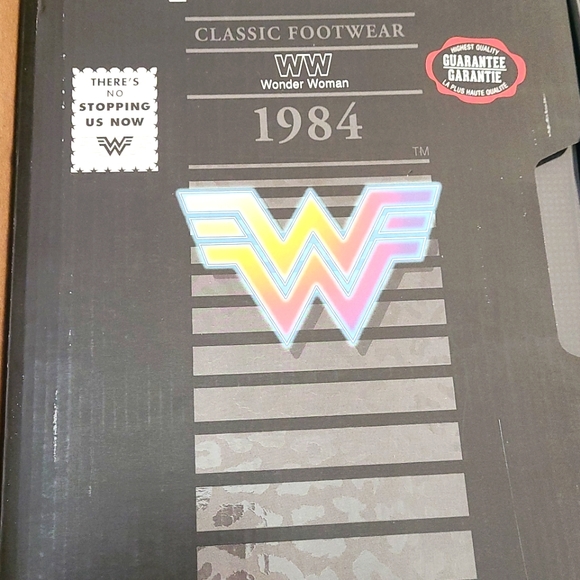 CLASSIC FOOTWEAR
WW
Wonder Woman
1984
TM
THERE'S
NO
STOPPING
US NOW
HIGHEST QUALITY
GUARANTEE
GARANTIE
LA PLUS HAUTE QUALITÉ